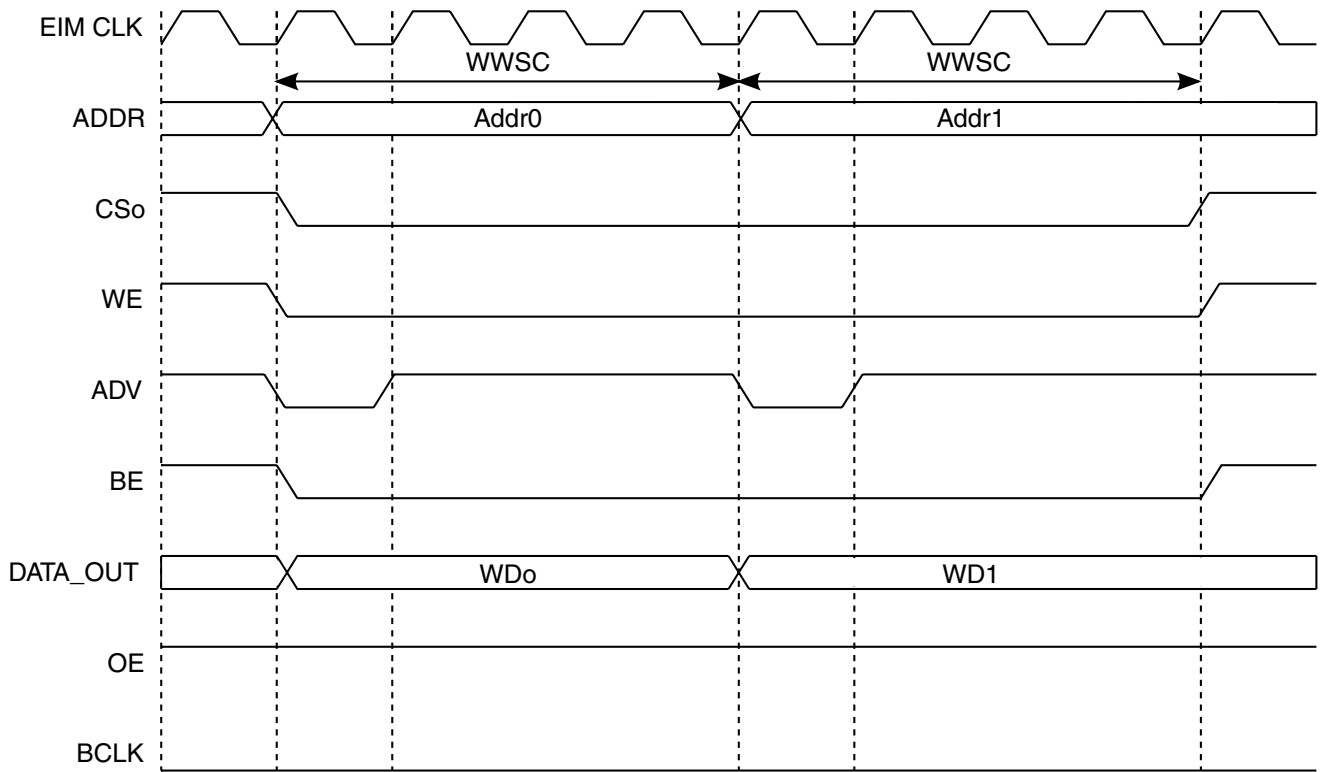 EIM CLK
WWSC WWSC
ADDR Addr0 Addr1
CSo
WE
ADV
BE
DATA_OUT WDo WD1
OE
BCLK